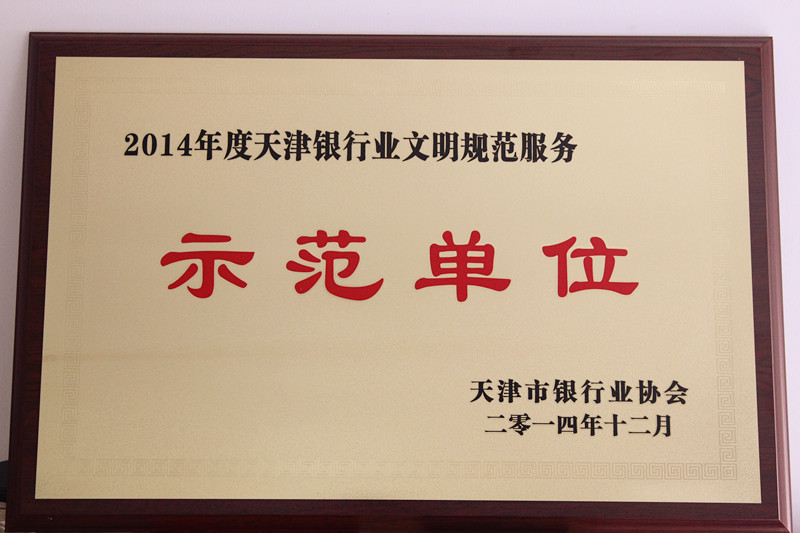 2014年度天津银行业文明规范服务
示范单位
天津市银行业协会
二零一四年十二月